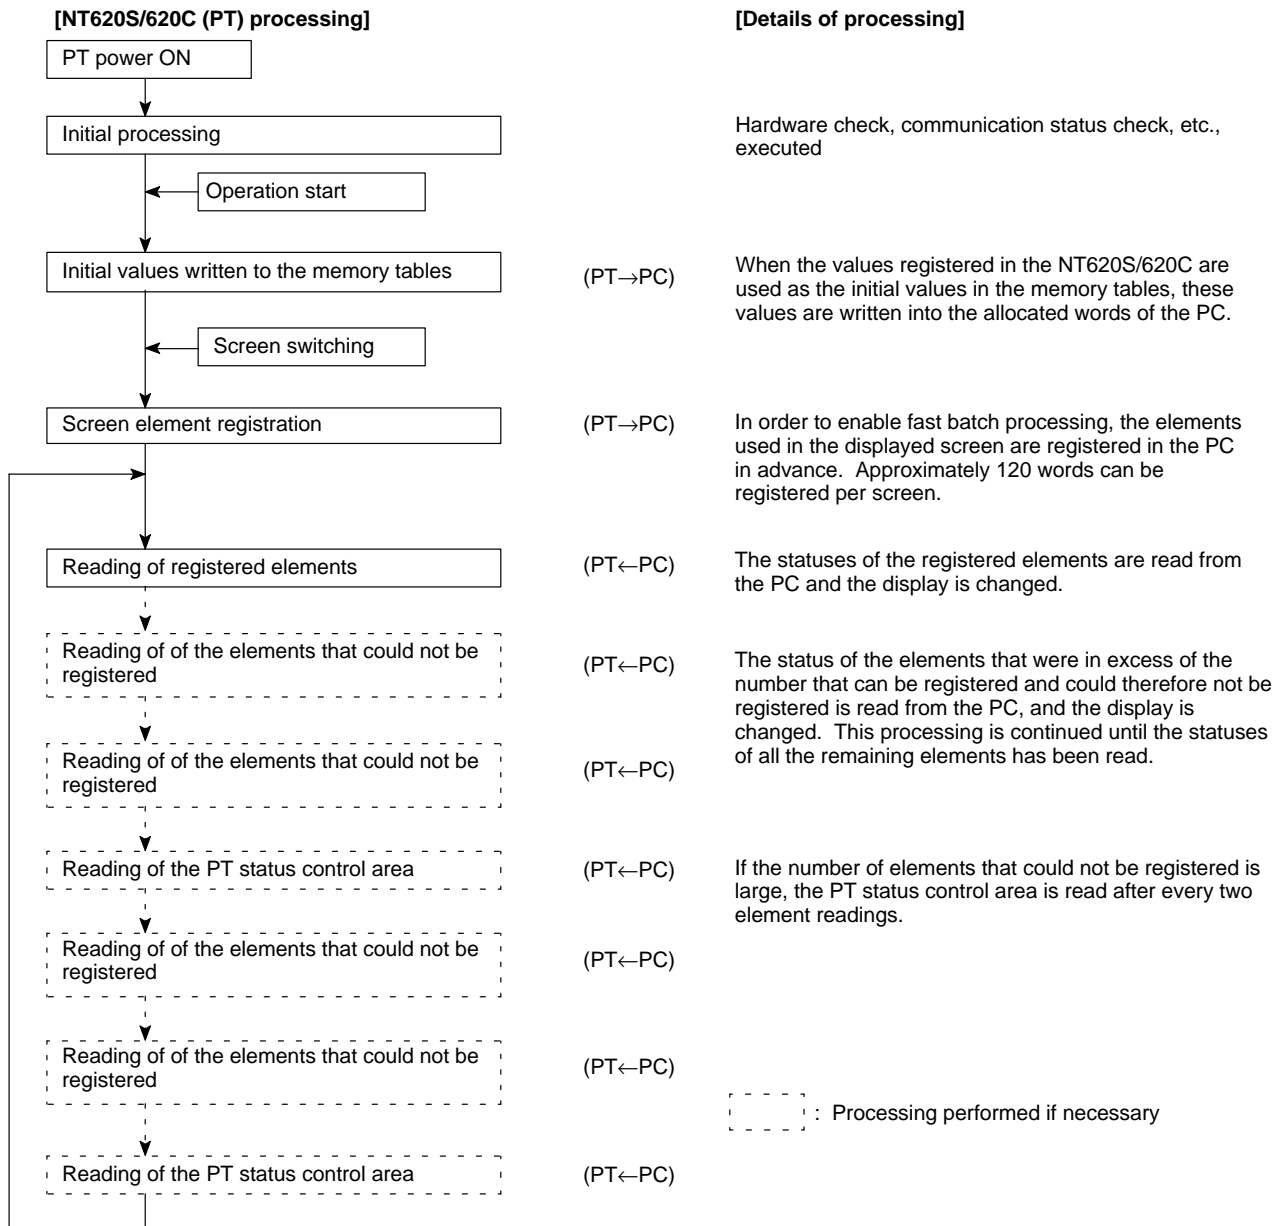 [NT620S/620C (PT) processing]
[Details of processing]
PT power ON
Initial processing
Hardware check, communication status check, etc.,
executed
Operation start
Initial values written to the memory tables
(PT→PC)
When the values registered in the NT620S/620C are
used as the initial values in the memory tables, these
values are written into the allocated words of the PC.
Screen switching
Screen element registration
(PT→PC)
In order to enable fast batch processing, the elements
used in the displayed screen are registered in the PC
in advance.  Approximately 120 words can be
registered per screen.
Reading of registered elements
(PT←PC)
The statuses of the registered elements are read from
the PC and the display is changed.
Reading of of the elements that could not be
registered
(PT←PC)
The status of the elements that were in excess of the
number that can be registered and could therefore not be
registered is read from the PC, and the display is
changed.  This processing is continued until the statuses
of all the remaining elements has been read.
Reading of of the elements that could not be
registered
(PT←PC)
Reading of the PT status control area
(PT←PC)
If the number of elements that could not be registered is
large, the PT status control area is read after every two
element readings.
Reading of of the elements that could not be
registered
(PT←PC)
Reading of of the elements that could not be
registered
(PT←PC)
:  Processing performed if necessary
Reading of the PT status control area
(PT←PC)